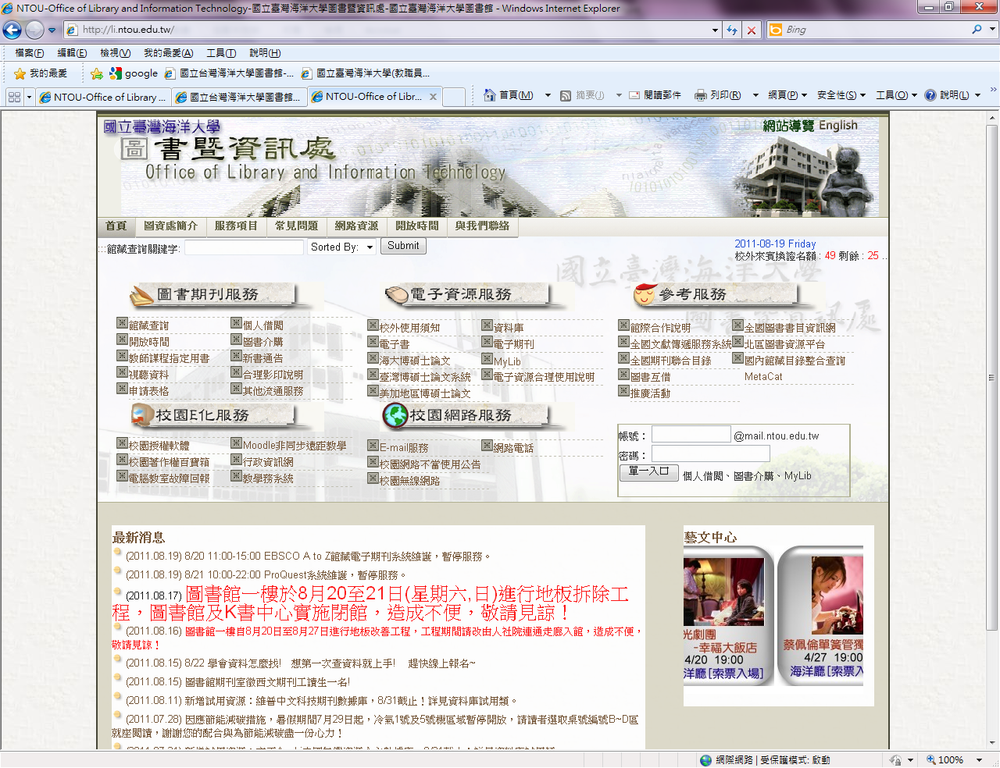 NTOU-Office of Library and Information Technology-國立臺灣海洋大學圖書暨資訊處-國立臺灣海洋大學圖書館 - Windows Internet Explorer
http://li.ntou.edu.tw/
Bing
檔案(F) 編輯(E) 檢視(V) 我的最愛(A) 工具(T) 說明(H)
我的最愛 google 國立台灣海洋大學圖書館-... 國立臺灣海洋大學(教職員...
NTOU-Office of Library ... 國立台灣海洋大學圖書館... NTOU-Office of Libr... 首頁(M) 摘要(J) 閱讀郵件 列印(R) 網頁(P) 安全性(S) 工具(O) 說明(L)
國立臺灣海洋大學 網站導覽 English
圖書暨資訊處
Office of Library and Information Technology
首頁 圖資處簡介 服務項目 常見問題 網路資源 開放時間 與我們聯絡
:::館藏查詢關鍵字: Sorted By: Submit
2011-08-19 Friday
校外來賓換證名額 : 49 剩餘 : 25 ..
國立臺灣海洋大學
圖書暨資訊處
圖書期刊服務 電子資源服務 參考服務
館藏查詢 個人借閱 校外使用須知 資料庫 館際合作說明 全國圖書書目資訊網
開放時間 圖書介購 電子書 電子期刊 全國文獻傳遞服務系統 北區圖書資源平台
教師課程指定用書 新書通告 海大博碩士論文 MyLib 全國期刊聯合目錄 國內館藏目錄整合查詢
視聽資料 合理影印說明 臺灣博碩士論文系統 電子資源合理使用說明 圖書互借 MetaCat
申請表格 其他流通服務 美加地區博碩士論文 推廣活動
校園E化服務 校園網路服務
校園授權軟體 Moodle非同步遠距教學 E-mail服務 網路電話
校園著作權百寶箱 行政資訊網 校園網路不當使用公告
電腦教室故障回報 教學務系統 校園無線網路
帳號： @mail.ntou.edu.tw
密碼：
單一入口 個人借閱、圖書介購、MyLib
最新消息
(2011.08.19) 8/20 11:00-15:00 EBSCO A to Z館藏電子期刊系統維護，暫停服務。
(2011.08.19) 8/21 10:00-22:00 ProQuest系統維護，暫停服務。
(2011.08.17) 圖書館一樓於8月20至21日(星期六,日)進行地板拆除工
程，圖書館及K書中心實施閉館，造成不便，敬請見諒！
(2011.08.16) 圖書館一樓自8月20日至8月27日進行地板改善工程，工程期間請改由人社院連通走廊入館，造成不便，
敬請見諒！
(2011.08.15) 8/22 學會資料怎麼找! 想第一次查資料就上手! 趕快線上報名~
(2011.08.15) 圖書館期刊室徵西文期刊工讀生一名!
(2011.08.11) 新增試用資源：維普中文科技期刊數據庫，8/31截止！詳見資料庫試用類。
(2011.07.28) 因應節能減碳措施，暑假期間7月29日起，冷氣1號及5號機區域暫停開放，請讀者選取桌號編號B~D區
就座閱讀，謝謝您的配合與為節能減碳盡一份心力！
藝文中心
光劇團
-幸福大飯店
4/20 19:00
海洋廳[索票入場]
蔡佩倫單簧管獨
4/27 19:00
海洋廳[索票入
網際網路 | 受保護模式: 啟動 100%